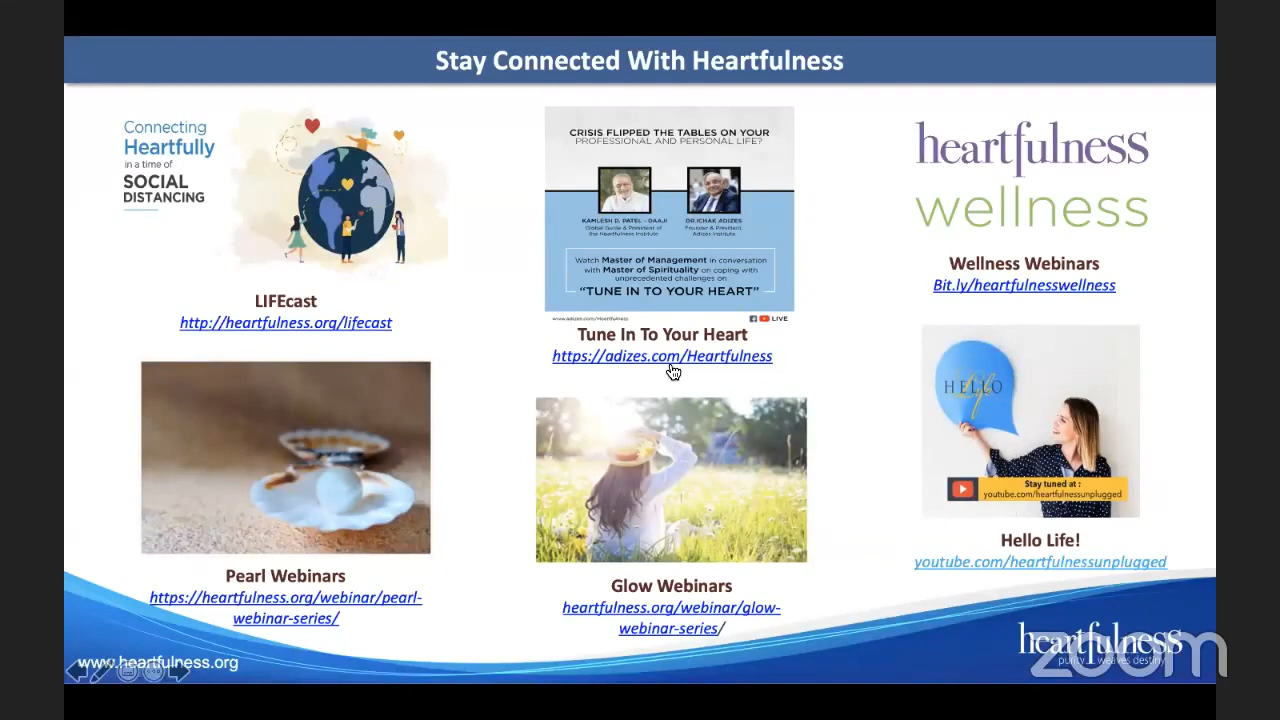 Stay Connected With Heartfulness
Connecting
Heartfully
in a time of
SOCIAL
DISTANCING
LIFEcast
http://heartfulness.org/lifecast
CRISIS FLIPPED THE TABLES ON YOUR
PROFESSIONAL AND PERSONAL LIFE?
KAMLESH D. PATEL - DAAJI
Global Guide & President of
the Heartfulness Institute
DR.ICHAK ADIZES
Founder & President,
Adizes Institute
Watch Master of Management in conversation
with Master of Spirituality on coping with
unprecedented challenges on
"TUNE IN TO YOUR HEART"
www.adizes.com/Heartfulness
LIVE
Tune In To Your Heart
https://adizes.com/Heartfulness
heartfulness
wellness
Wellness Webinars
Bit.ly/heartfulnesswellness
Pearl Webinars
https://heartfulness.org/webinar/pearl-
webinar-series/
Glow Webinars
heartfulness.org/webinar/glow-
webinar-series/
HELLO
Life
Stay tuned at :
youtube.com/heartfulnessunplugged
Hello Life!
youtube.com/heartfulnessunplugged
www.heartfulness.org
heartfulness
purity weaves destiny
zoom